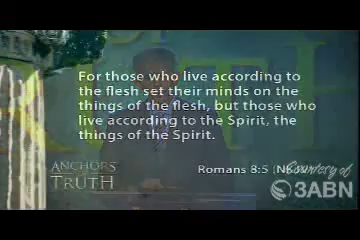 For those who live according to
the flesh set their minds on the
things of the flesh, but those who
live according to the Spirit, the
things of the Spirit.
Romans 8:5 (NKJV)
ANCHORS
TRUTH
Courtesy of
3ABN